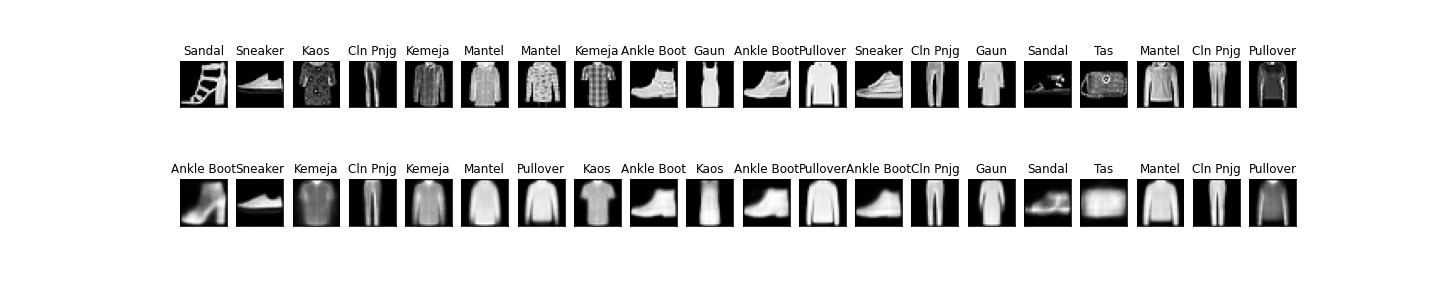 Sandal Sneaker Kaos Cln Pnjg Kemeja Mantel Mantel Kemeja Ankle Boot Gaun Ankle Boot Pullover Sneaker Cln Pnjg Gaun Sandal Tas Mantel Cln Pnjg Pullover
Ankle Boot Sneaker Kemeja Cln Pnjg Kemeja Mantel Pullover Kaos Ankle Boot Kaos Ankle Boot Pullover Ankle Boot Cln Pnjg Gaun Sandal Tas Mantel Cln Pnjg Pullover